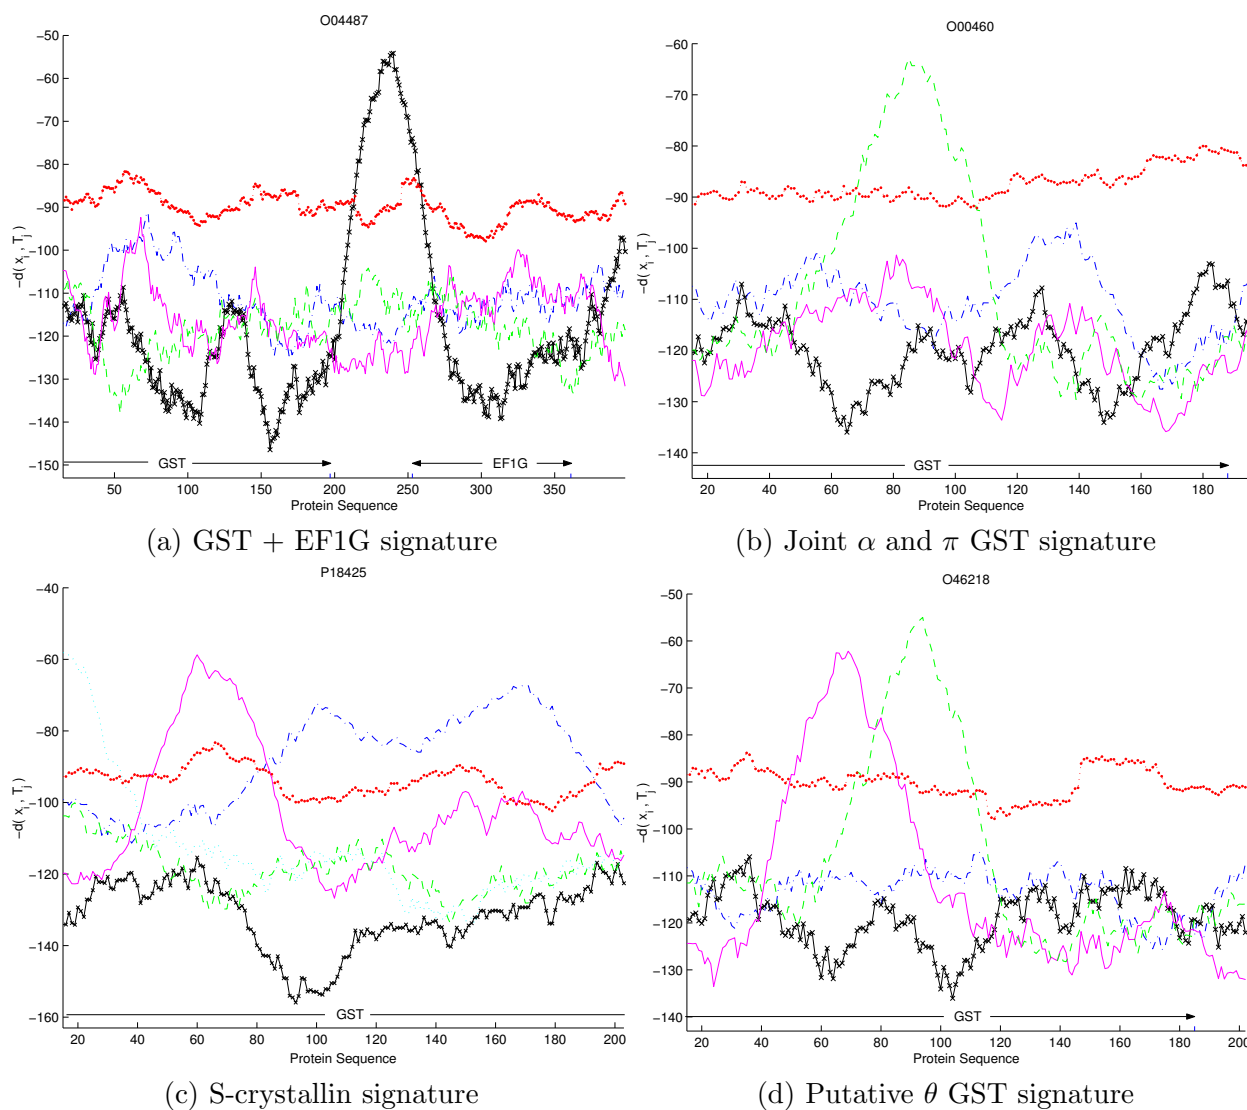 O04487
−50
−60
−70
−80
−90
−100
−110
−120
−130
−140
−150
−d( x_i , T_j )
GST
EF1G
50 100 150 200 250 300 350
Protein Sequence
(a) GST + EF1G signature
O00460
−60
−70
−80
−90
−100
−110
−120
−130
−140
−d( x_i , T_j )
GST
20 40 60 80 100 120 140 160 180
Protein Sequence
(b) Joint α and π GST signature
P18425
−40
−60
−80
−100
−120
−140
−160
−d( x_i , T_j )
GST
20 40 60 80 100 120 140 160 180 200
Protein Sequence
(c) S-crystallin signature
O46218
−50
−60
−70
−80
−90
−100
−110
−120
−130
−140
−d( x_i , T_j )
GST
20 40 60 80 100 120 140 160 180 200
Protein Sequence
(d) Putative θ GST signature